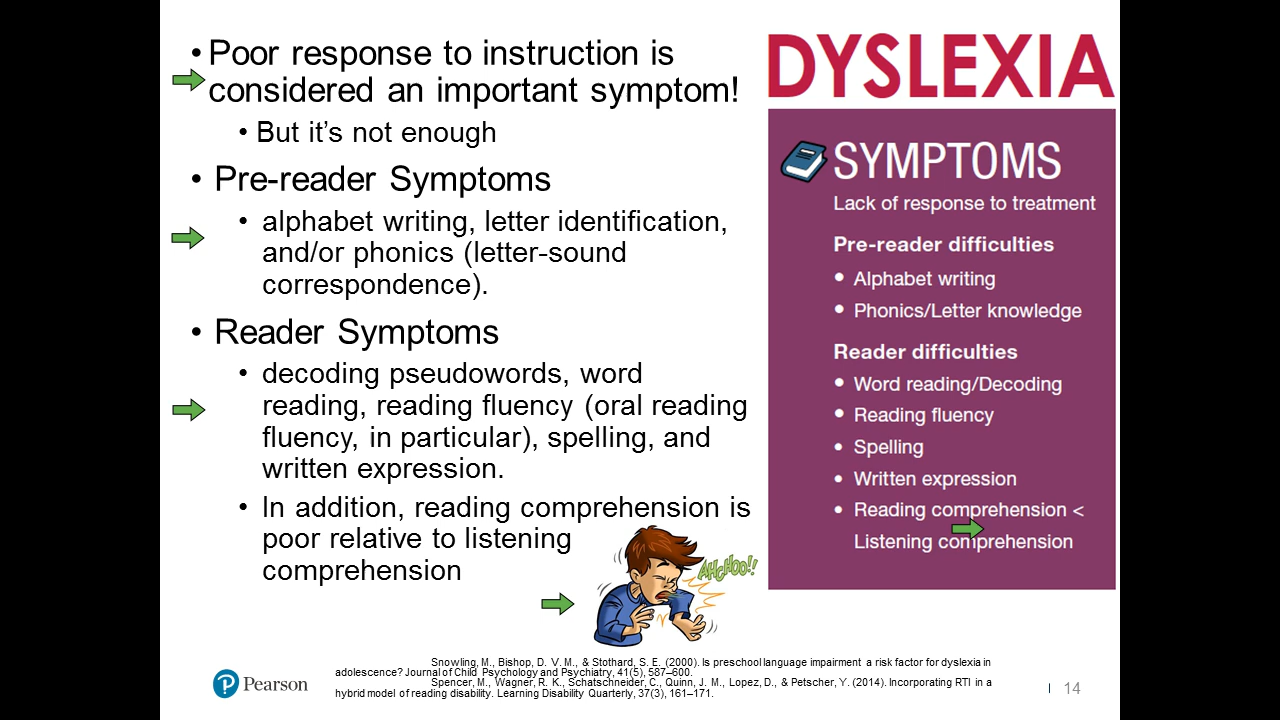 • Poor response to instruction is
considered an important symptom!
• But it’s not enough
• Pre-reader Symptoms
• alphabet writing, letter identification,
and/or phonics (letter-sound
correspondence).
• Reader Symptoms
• decoding pseudowords, word
reading, reading fluency (oral reading
fluency, in particular), spelling, and
written expression.
• In addition, reading comprehension is
poor relative to listening
comprehension
AHCHOO!!
DYSLEXIA
SYMPTOMS
Lack of response to treatment
Pre-reader difficulties
• Alphabet writing
• Phonics/Letter knowledge
Reader difficulties
• Word reading/Decoding
• Reading fluency
• Spelling
• Written expression
• Reading comprehension <
Listening comprehension
Pearson
Snowling, M., Bishop, D. V. M., & Stothard, S. E. (2000). Is preschool language impairment a risk factor for dyslexia in
adolescence? Journal of Child Psychology and Psychiatry, 41(5), 587–600.
Spencer, M., Wagner, R. K., Schatschneider, C., Quinn, J. M., Lopez, D., & Petscher, Y. (2014). Incorporating RTI in a
hybrid model of reading disability. Learning Disability Quarterly, 37(3), 161–171.
| 14